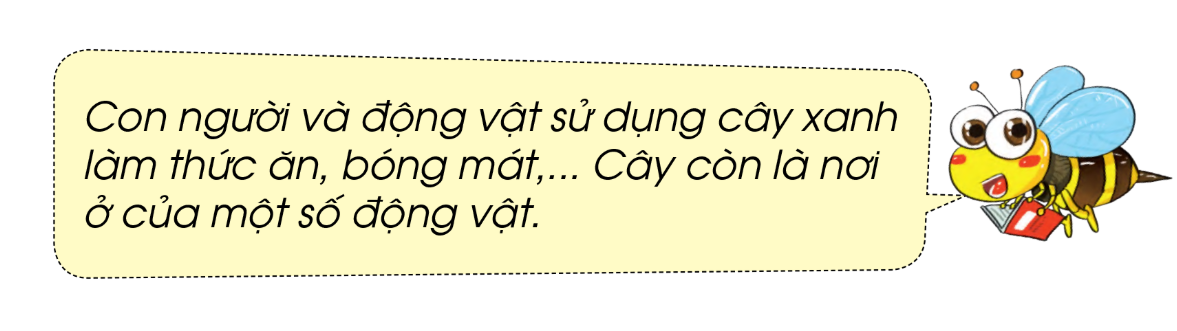 Con người và động vật sử dụng cây xanh
làm thức ăn, bóng mát,... Cây còn là nơi
ở của một số động vật.